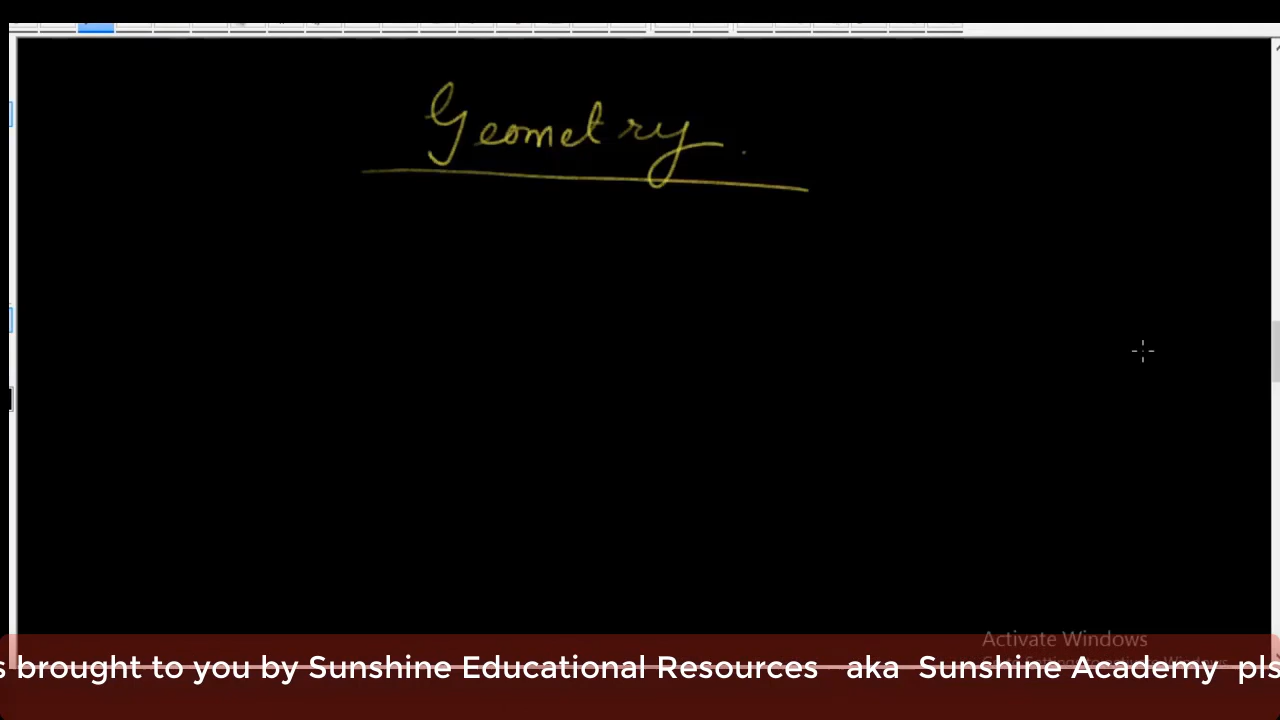 Geometry.
Activate Windows
s brought to you by Sunshine Educational Resources aka Sunshine Academy pls